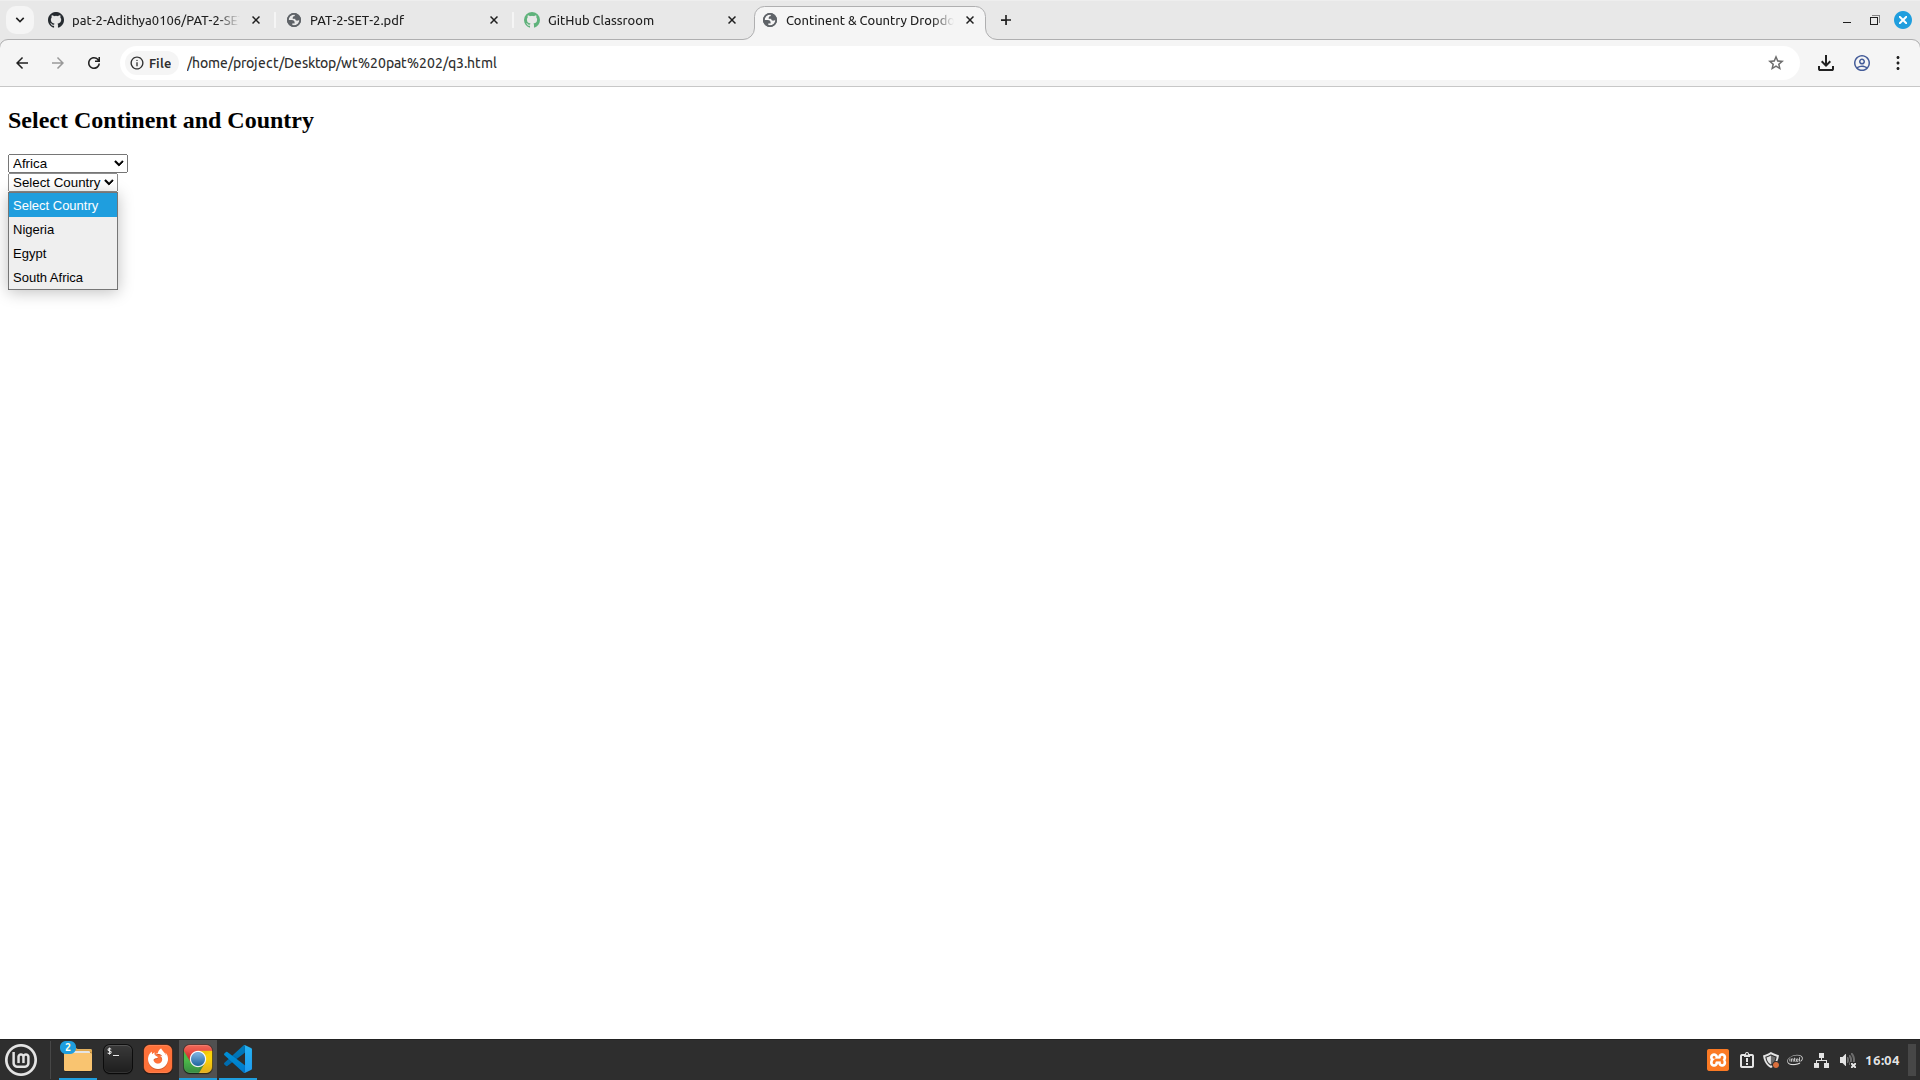 pat-2-Adithya0106/PAT-2-SE
PAT-2-SET-2.pdf
GitHub Classroom
Continent & Country Dropdo
File
/home/project/Desktop/wt%20pat%202/q3.html
Select Continent and Country
Africa
Select Country
Select Country
Nigeria
Egypt
South Africa
2
$_
16:04